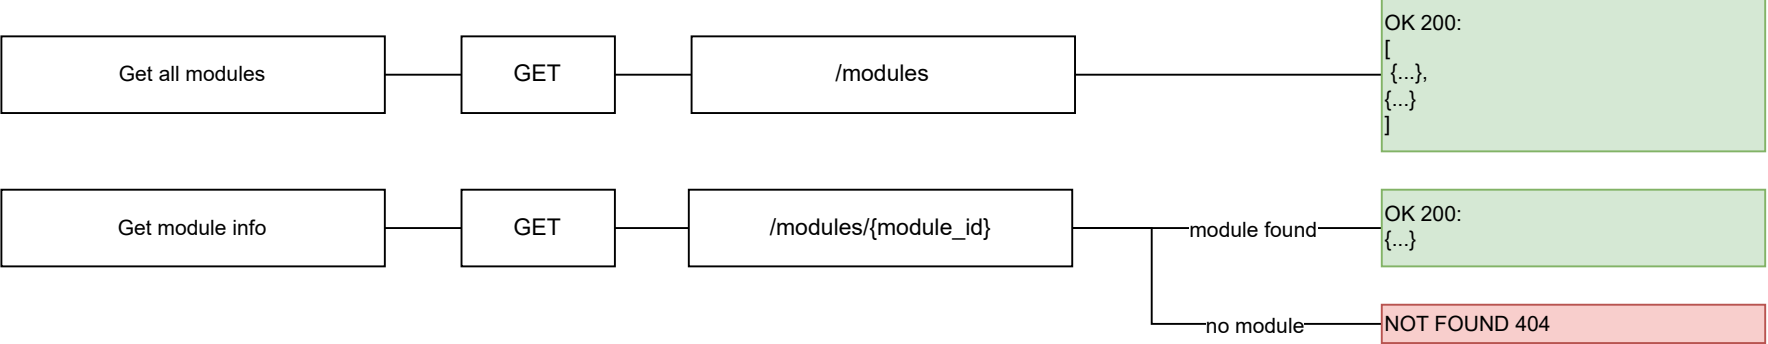 Get all modules
GET
/modules
OK 200:
[
{...},
{...}
]
Get module info
GET
/modules/{module_id}
module found
OK 200:
{...}
no module
NOT FOUND 404